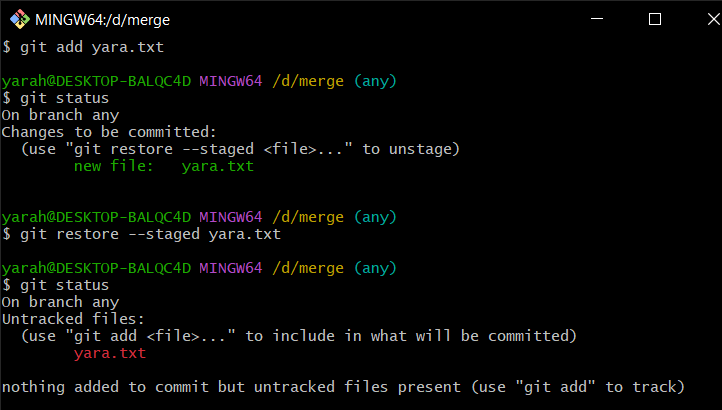 MINGW64:/d/merge
$ git add yara.txt
yarah@DESKTOP-BALQC4D MINGW64 /d/merge (any)
$ git status
On branch any
Changes to be committed:
  (use "git restore --staged <file>..." to unstage)
        new file:   yara.txt
yarah@DESKTOP-BALQC4D MINGW64 /d/merge (any)
$ git restore --staged yara.txt
yarah@DESKTOP-BALQC4D MINGW64 /d/merge (any)
$ git status
On branch any
Untracked files:
  (use "git add <file>..." to include in what will be committed)
        yara.txt
nothing added to commit but untracked files present (use "git add" to track)